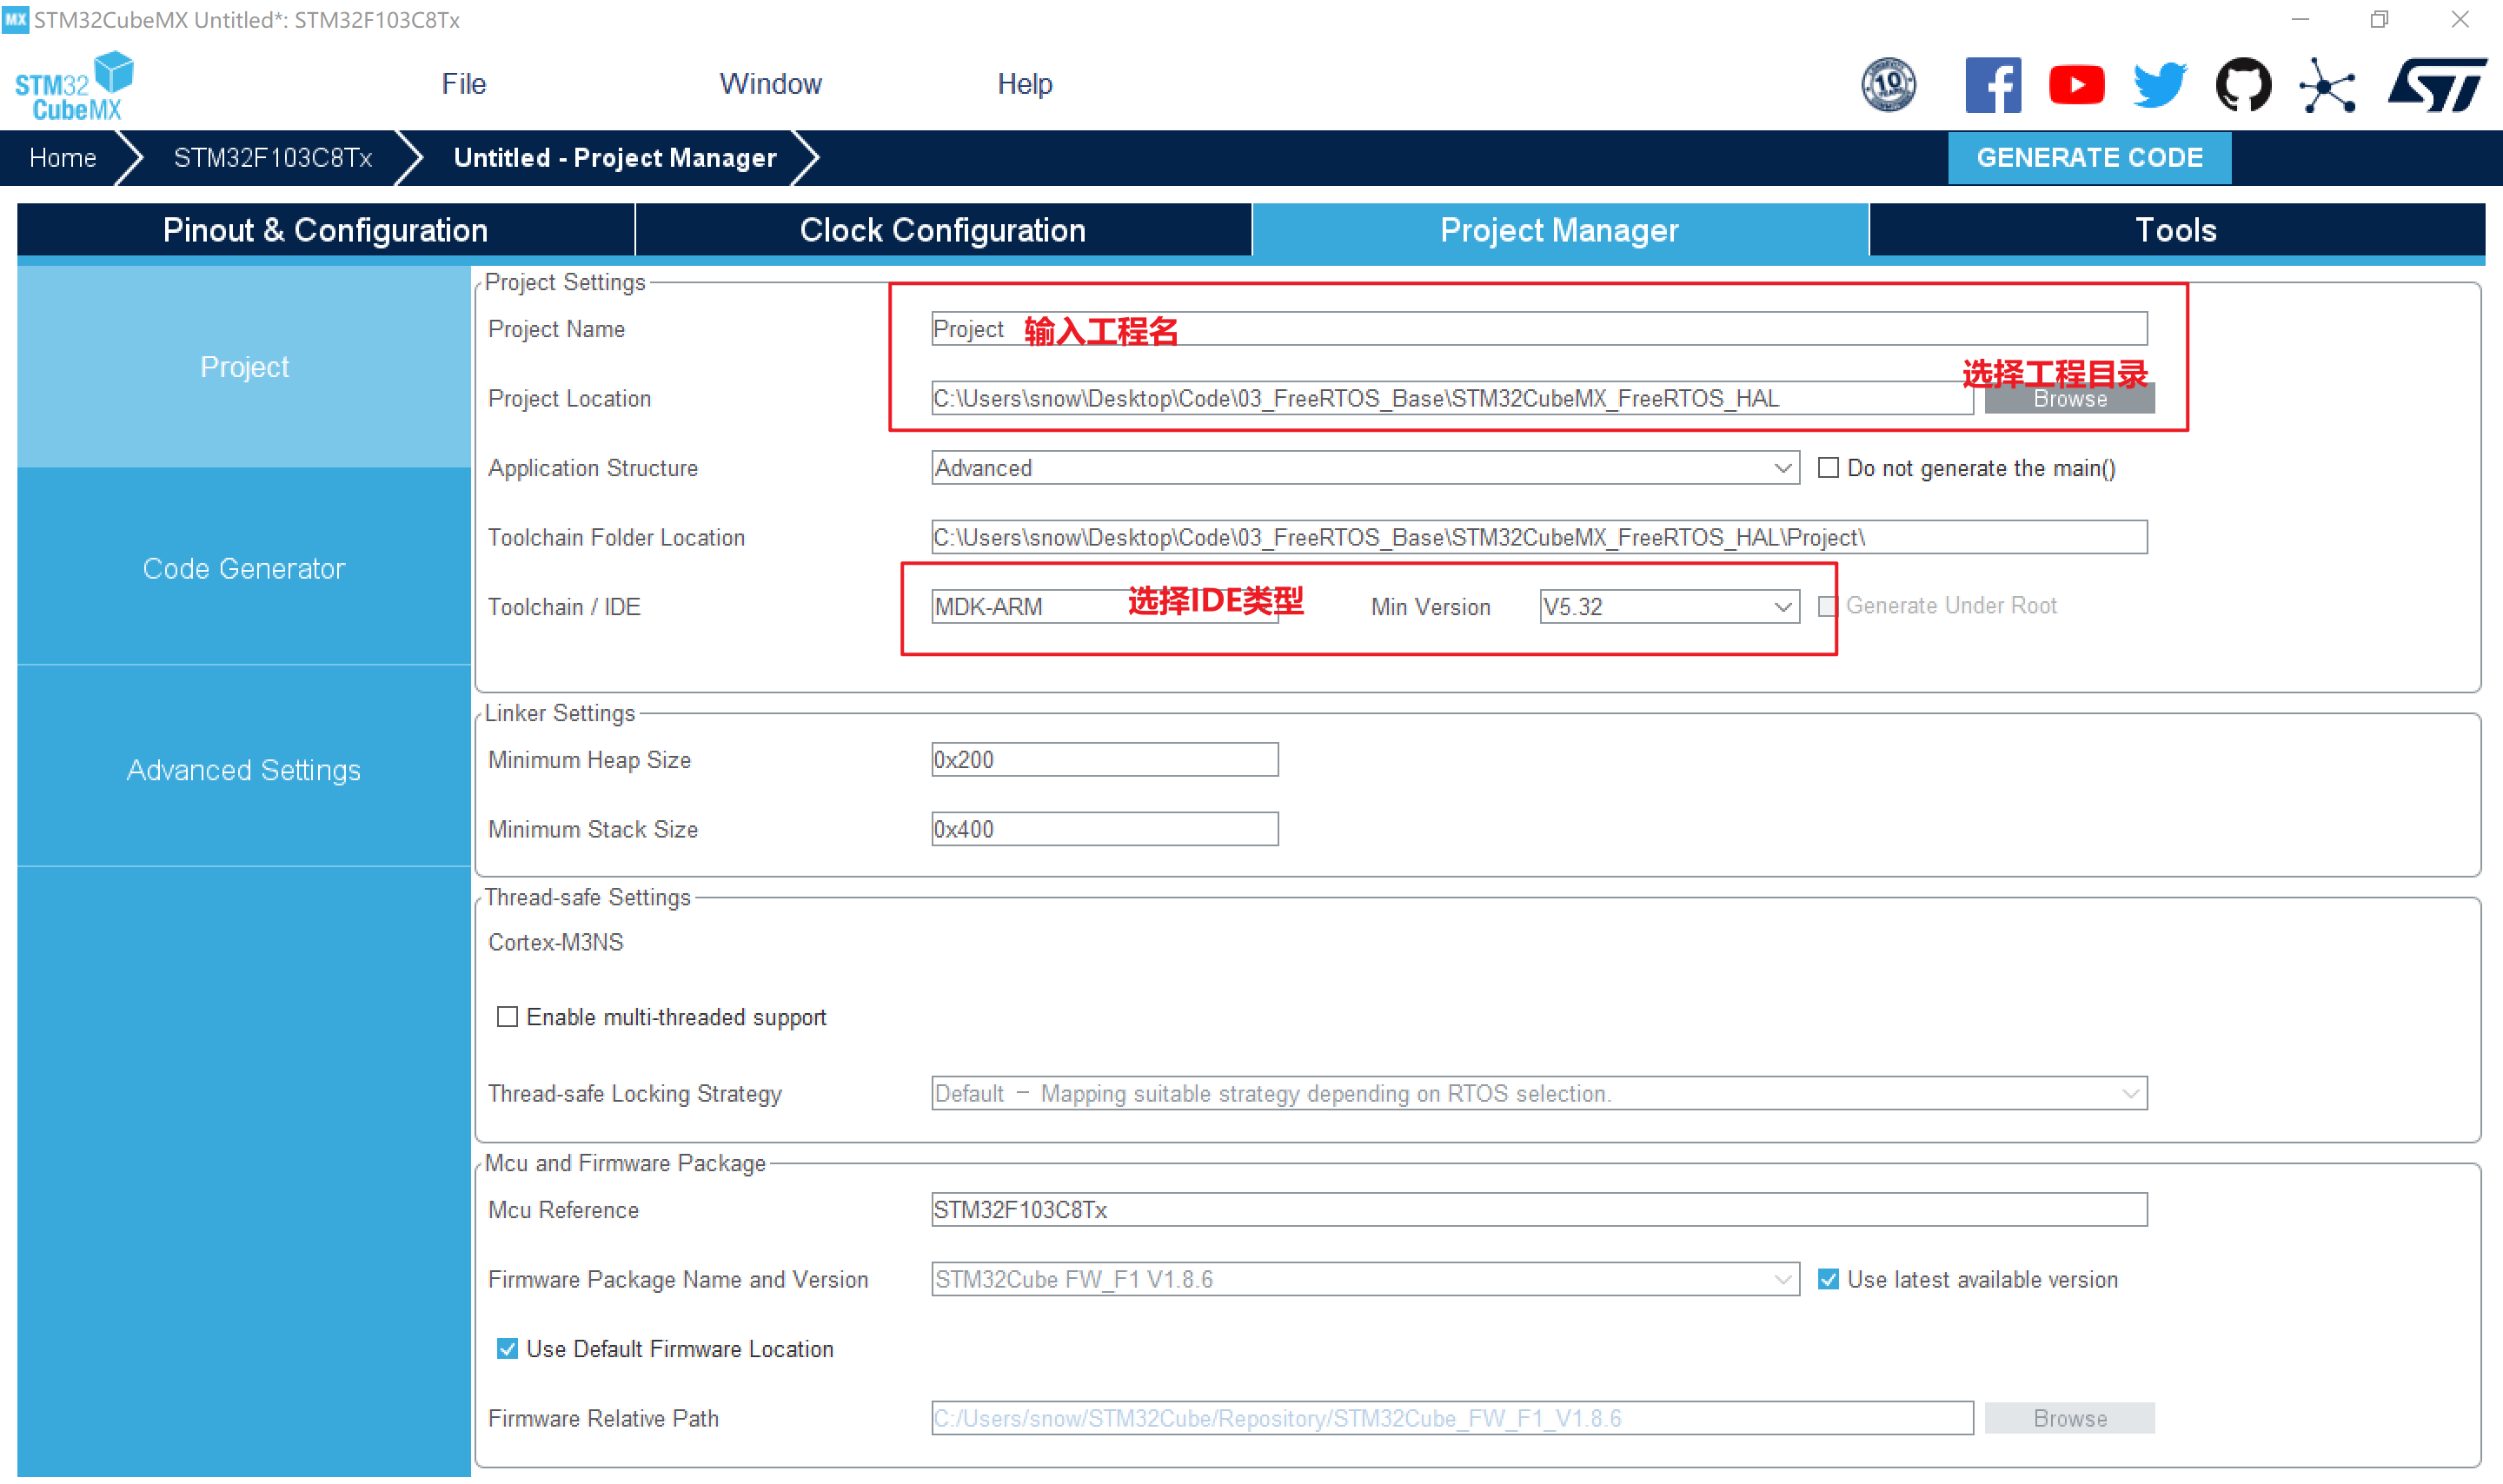 MX STM32CubeMX Untitled*: STM32F103C8Tx
STM32 CubeMX
File Window Help
10 YEARS
ST
Home STM32F103C8Tx Untitled - Project Manager GENERATE CODE
Pinout & Configuration Clock Configuration Project Manager Tools
Project
Code Generator
Advanced Settings
Project Settings
Project Name Project 输入工程名
选择工程目录
Project Location C:\Users\snow\Desktop\Code\03_FreeRTOS_Base\STM32CubeMX_FreeRTOS_HAL Browse
Application Structure Advanced Do not generate the main()
Toolchain Folder Location C:\Users\snow\Desktop\Code\03_FreeRTOS_Base\STM32CubeMX_FreeRTOS_HAL\Project\
Toolchain / IDE MDK-ARM 选择IDE类型 Min Version V5.32 Generate Under Root
Linker Settings
Minimum Heap Size 0x200
Minimum Stack Size 0x400
Thread-safe Settings
Cortex-M3NS
Enable multi-threaded support
Thread-safe Locking Strategy Default – Mapping suitable strategy depending on RTOS selection.
Mcu and Firmware Package
Mcu Reference STM32F103C8Tx
Firmware Package Name and Version STM32Cube FW_F1 V1.8.6 Use latest available version
Use Default Firmware Location
Firmware Relative Path C:/Users/snow/STM32Cube/Repository/STM32Cube_FW_F1_V1.8.6 Browse